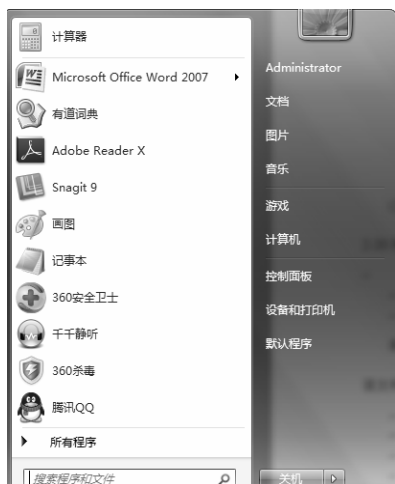 计算器
Microsoft Office Word 2007
有道词典
Adobe Reader X
Snagit 9
画图
记事本
360安全卫士
千千静听
360杀毒
腾讯QQ
所有程序
搜索程序和文件
Administrator
文档
图片
音乐
游戏
计算机
控制面板
设备和打印机
默认程序
关机